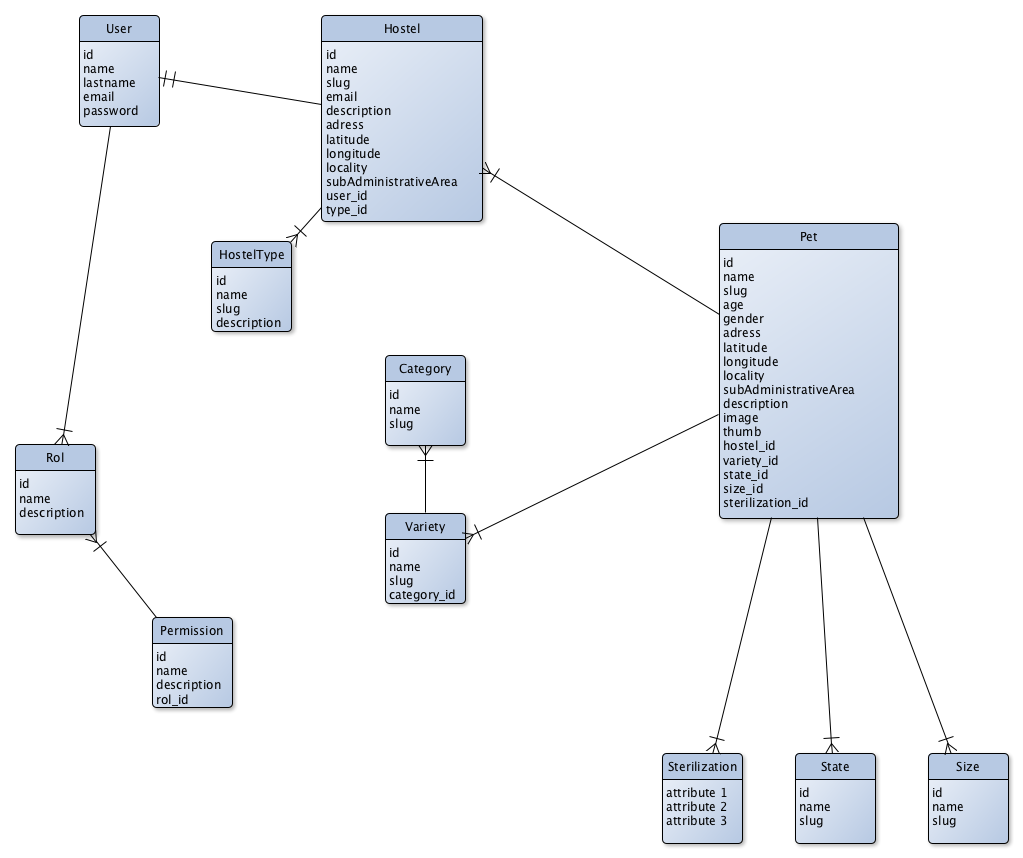 User
id
name
lastname
email
password
Hostel
id
name
slug
email
description
adress
latitude
longitude
locality
subAdministrativeArea
user_id
type_id
HostelType
id
name
slug
description
Pet
id
name
slug
age
gender
adress
latitude
longitude
locality
subAdministrativeArea
description
image
thumb
hostel_id
variety_id
state_id
size_id
sterilization_id
Category
id
name
slug
Rol
id
name
description
Variety
id
name
slug
category_id
Permission
id
name
description
rol_id
Sterilization
attribute 1
attribute 2
attribute 3
State
id
name
slug
Size
id
name
slug